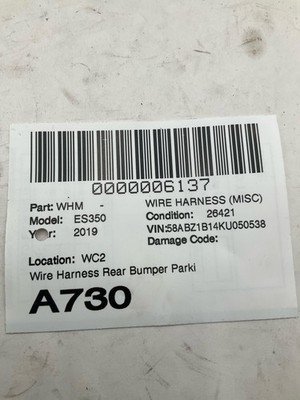 0000006137
Part: WHM - WIRE HARNESS (MISC)
Model: ES350 Condition: 26421
Year: 2019 VIN:58ABZ1B14KU050538
Damage Code:
Location: WC2
Wire Harness Rear Bumper Parki
A730